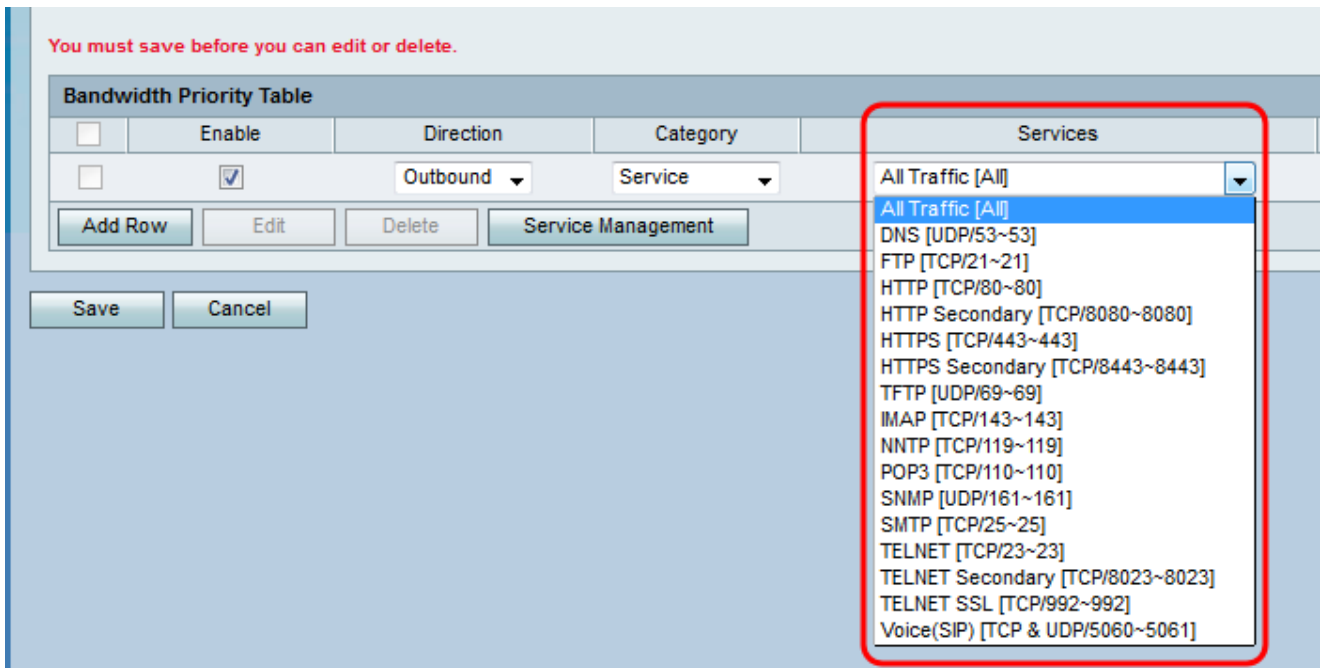 You must save before you can edit or delete.
Bandwidth Priority Table
Enable Direction Category Services
Outbound Service All Traffic [All]
All Traffic [All]
Add Row Edit Delete Service Management
DNS [UDP/53~53]
FTP [TCP/21~21]
HTTP [TCP/80~80]
Save Cancel
HTTP Secondary [TCP/8080~8080]
HTTPS [TCP/443~443]
HTTPS Secondary [TCP/8443~8443]
TFTP [UDP/69~69]
IMAP [TCP/143~143]
NNTP [TCP/119~119]
POP3 [TCP/110~110]
SNMP [UDP/161~161]
SMTP [TCP/25~25]
TELNET [TCP/23~23]
TELNET Secondary [TCP/8023~8023]
TELNET SSL [TCP/992~992]
Voice(SIP) [TCP & UDP/5060~5061]